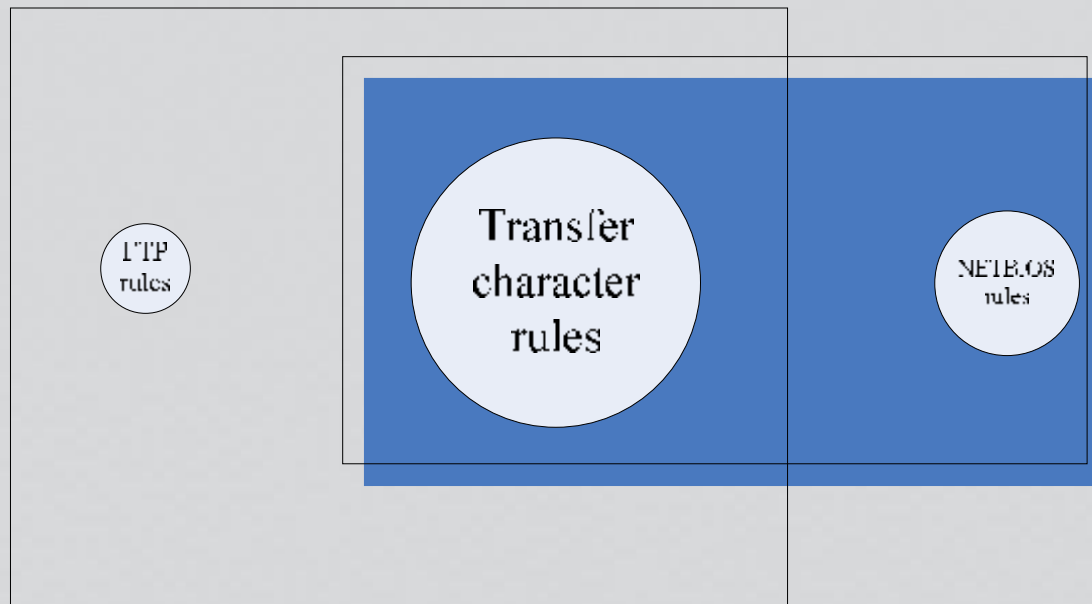 FTP
rules
Transfer
character
rules
NETBIOS
rules